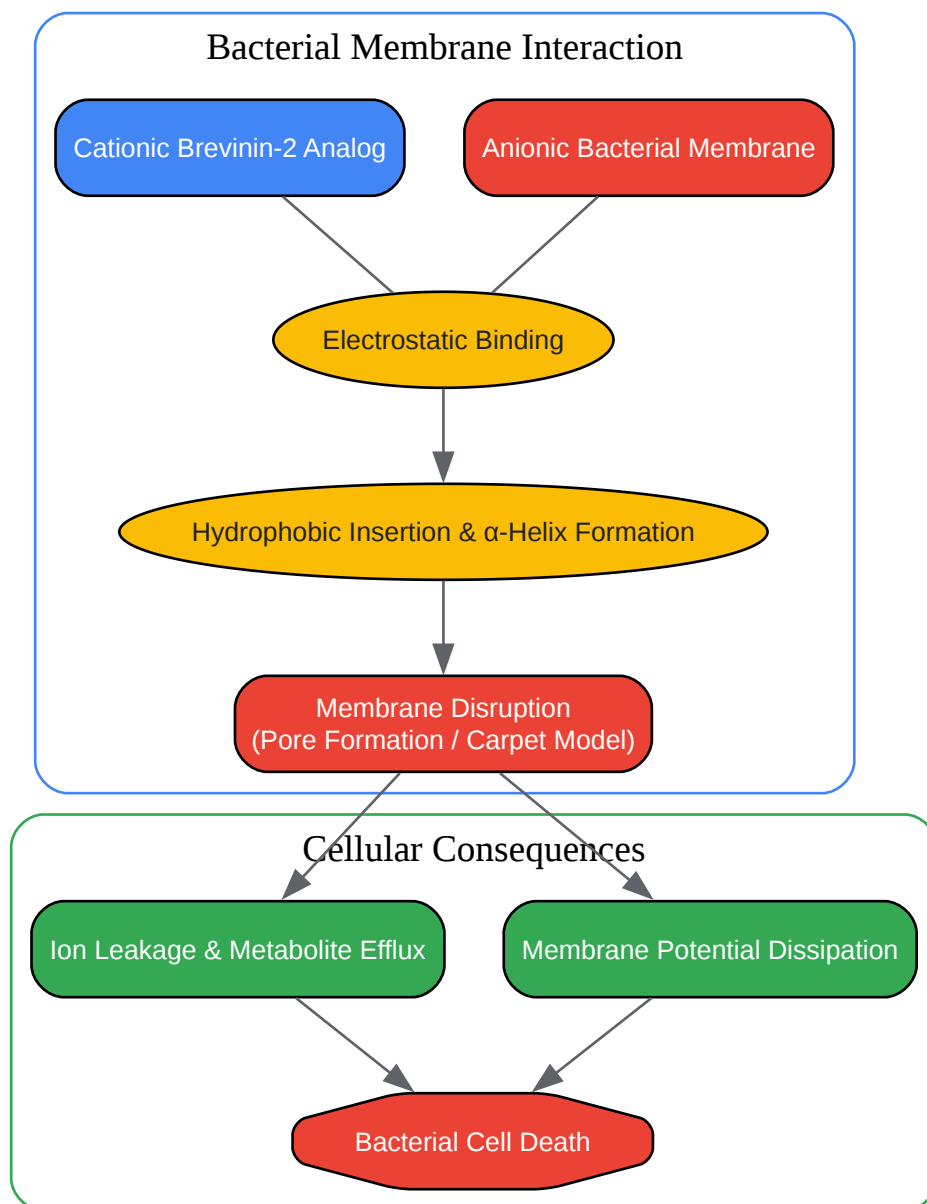 Bacterial Membrane Interaction
Cationic Brevinin-2 Analog
Anionic Bacterial Membrane
Electrostatic Binding
Hydrophobic Insertion & α-Helix Formation
Membrane Disruption
(Pore Formation / Carpet Model)
Cellular Consequences
Ion Leakage & Metabolite Efflux
Membrane Potential Dissipation
Bacterial Cell Death